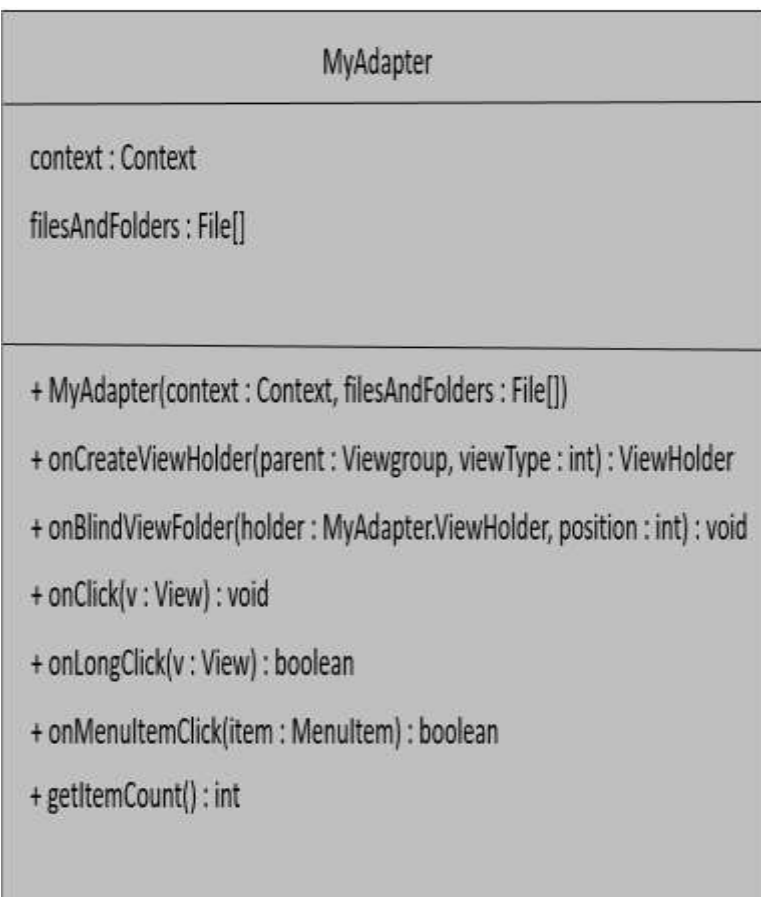 MyAdapter
context : Context
filesAndFolders : File[]
+ MyAdapter(context : Context, filesAndFolders : File[])
+ onCreateViewHolder(parent : Viewgroup, viewType : int) : ViewHolder
+ onBlindViewFolder(holder : MyAdapter.ViewHolder, position : int) : void
+ onClick(v : View) : void
+ onLongClick(v : View) : boolean
+ onMenuItemClick(item : MenuItem) : boolean
+ getItemCount() : int